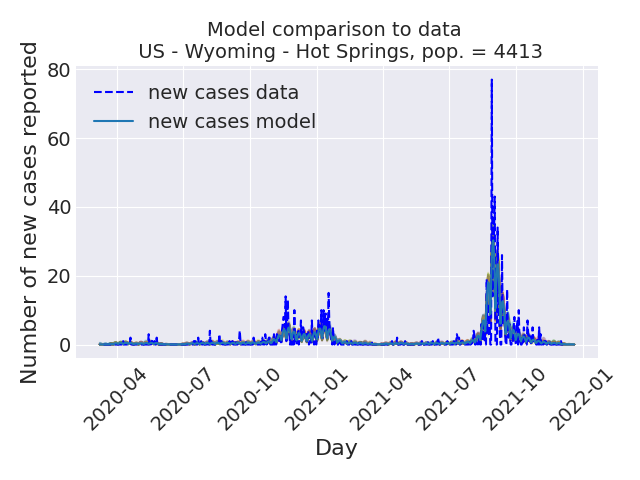 Model comparison to data
US - Wyoming - Hot Springs, pop. = 4413
Number of new cases reported
80
60
40
20
0
new cases data
new cases model
2020-04
2020-07
2020-10
2021-01
2021-04
2021-07
2021-10
2022-01
Day